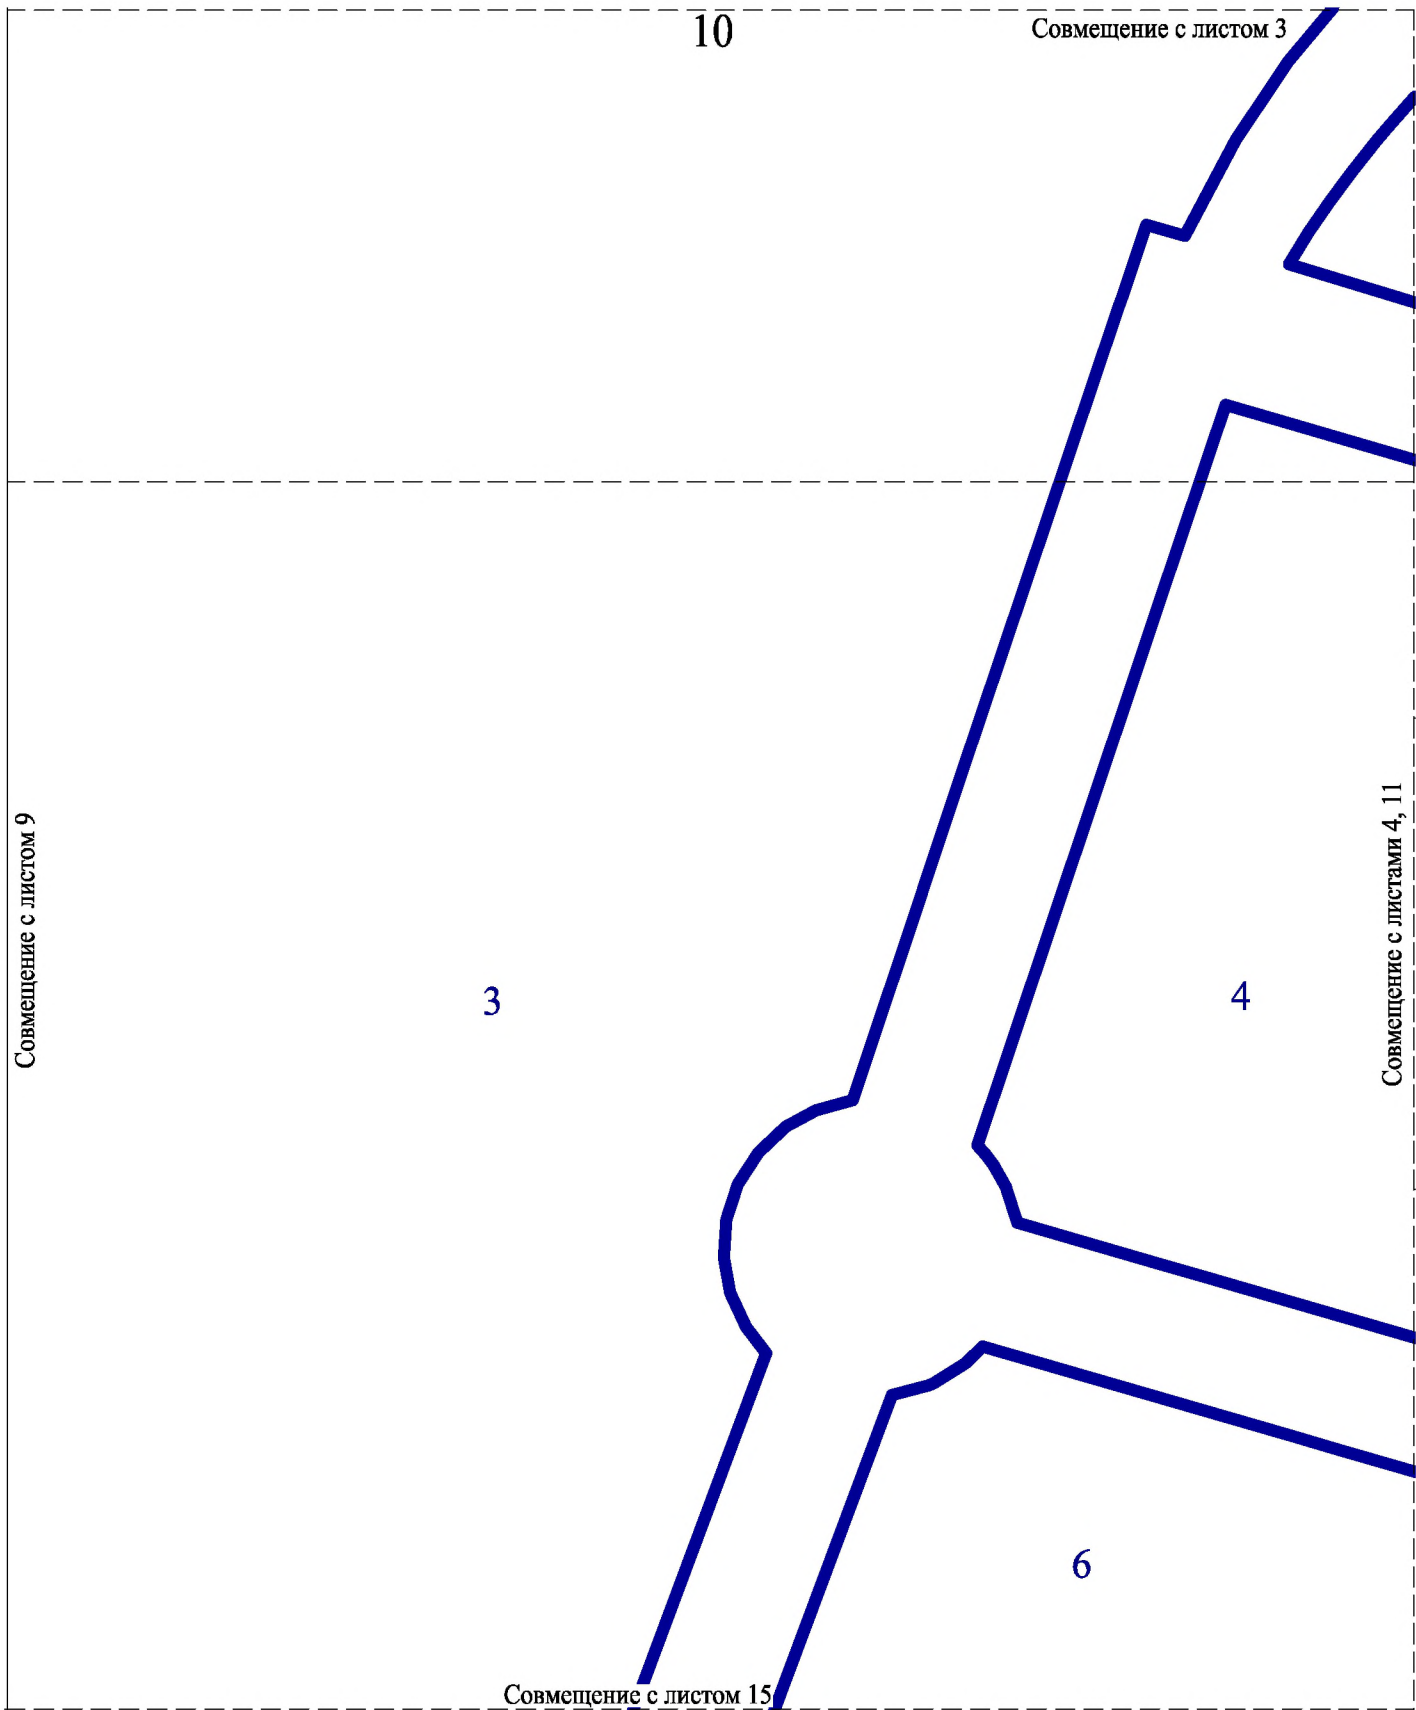 10
Совмещение с листом 3
Совмещение с листом 9
Совмещение с листами 4, 11
3
4
6
Совмещение с листом 15